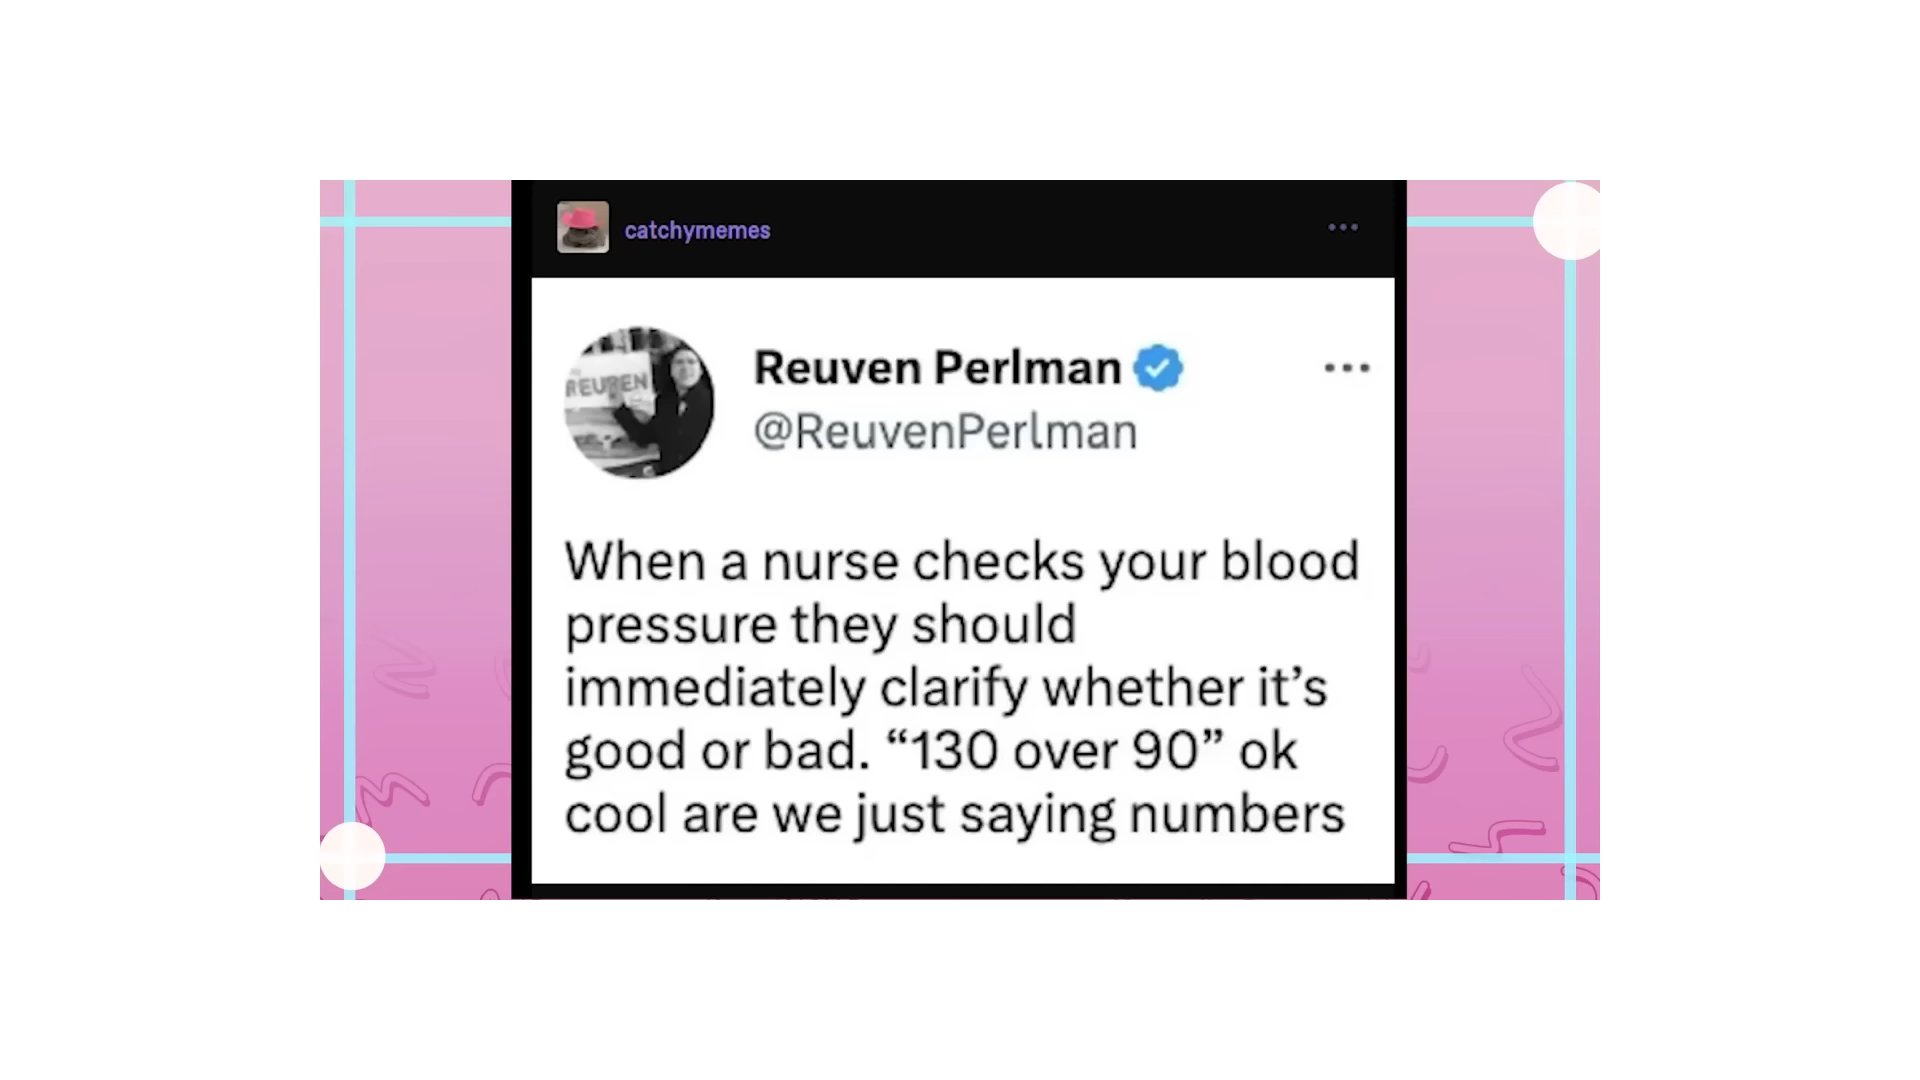 catchymemes
REUBEN
Reuven Perlman
@ReuvenPerlman
When a nurse checks your blood
pressure they should
immediately clarify whether it’s
good or bad. “130 over 90” ok
cool are we just saying numbers